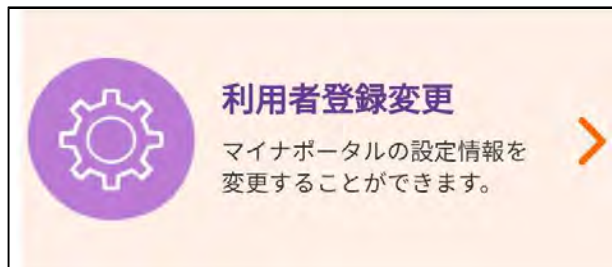 利用者登録変更
マイナポータルの設定情報を
変更することができます。